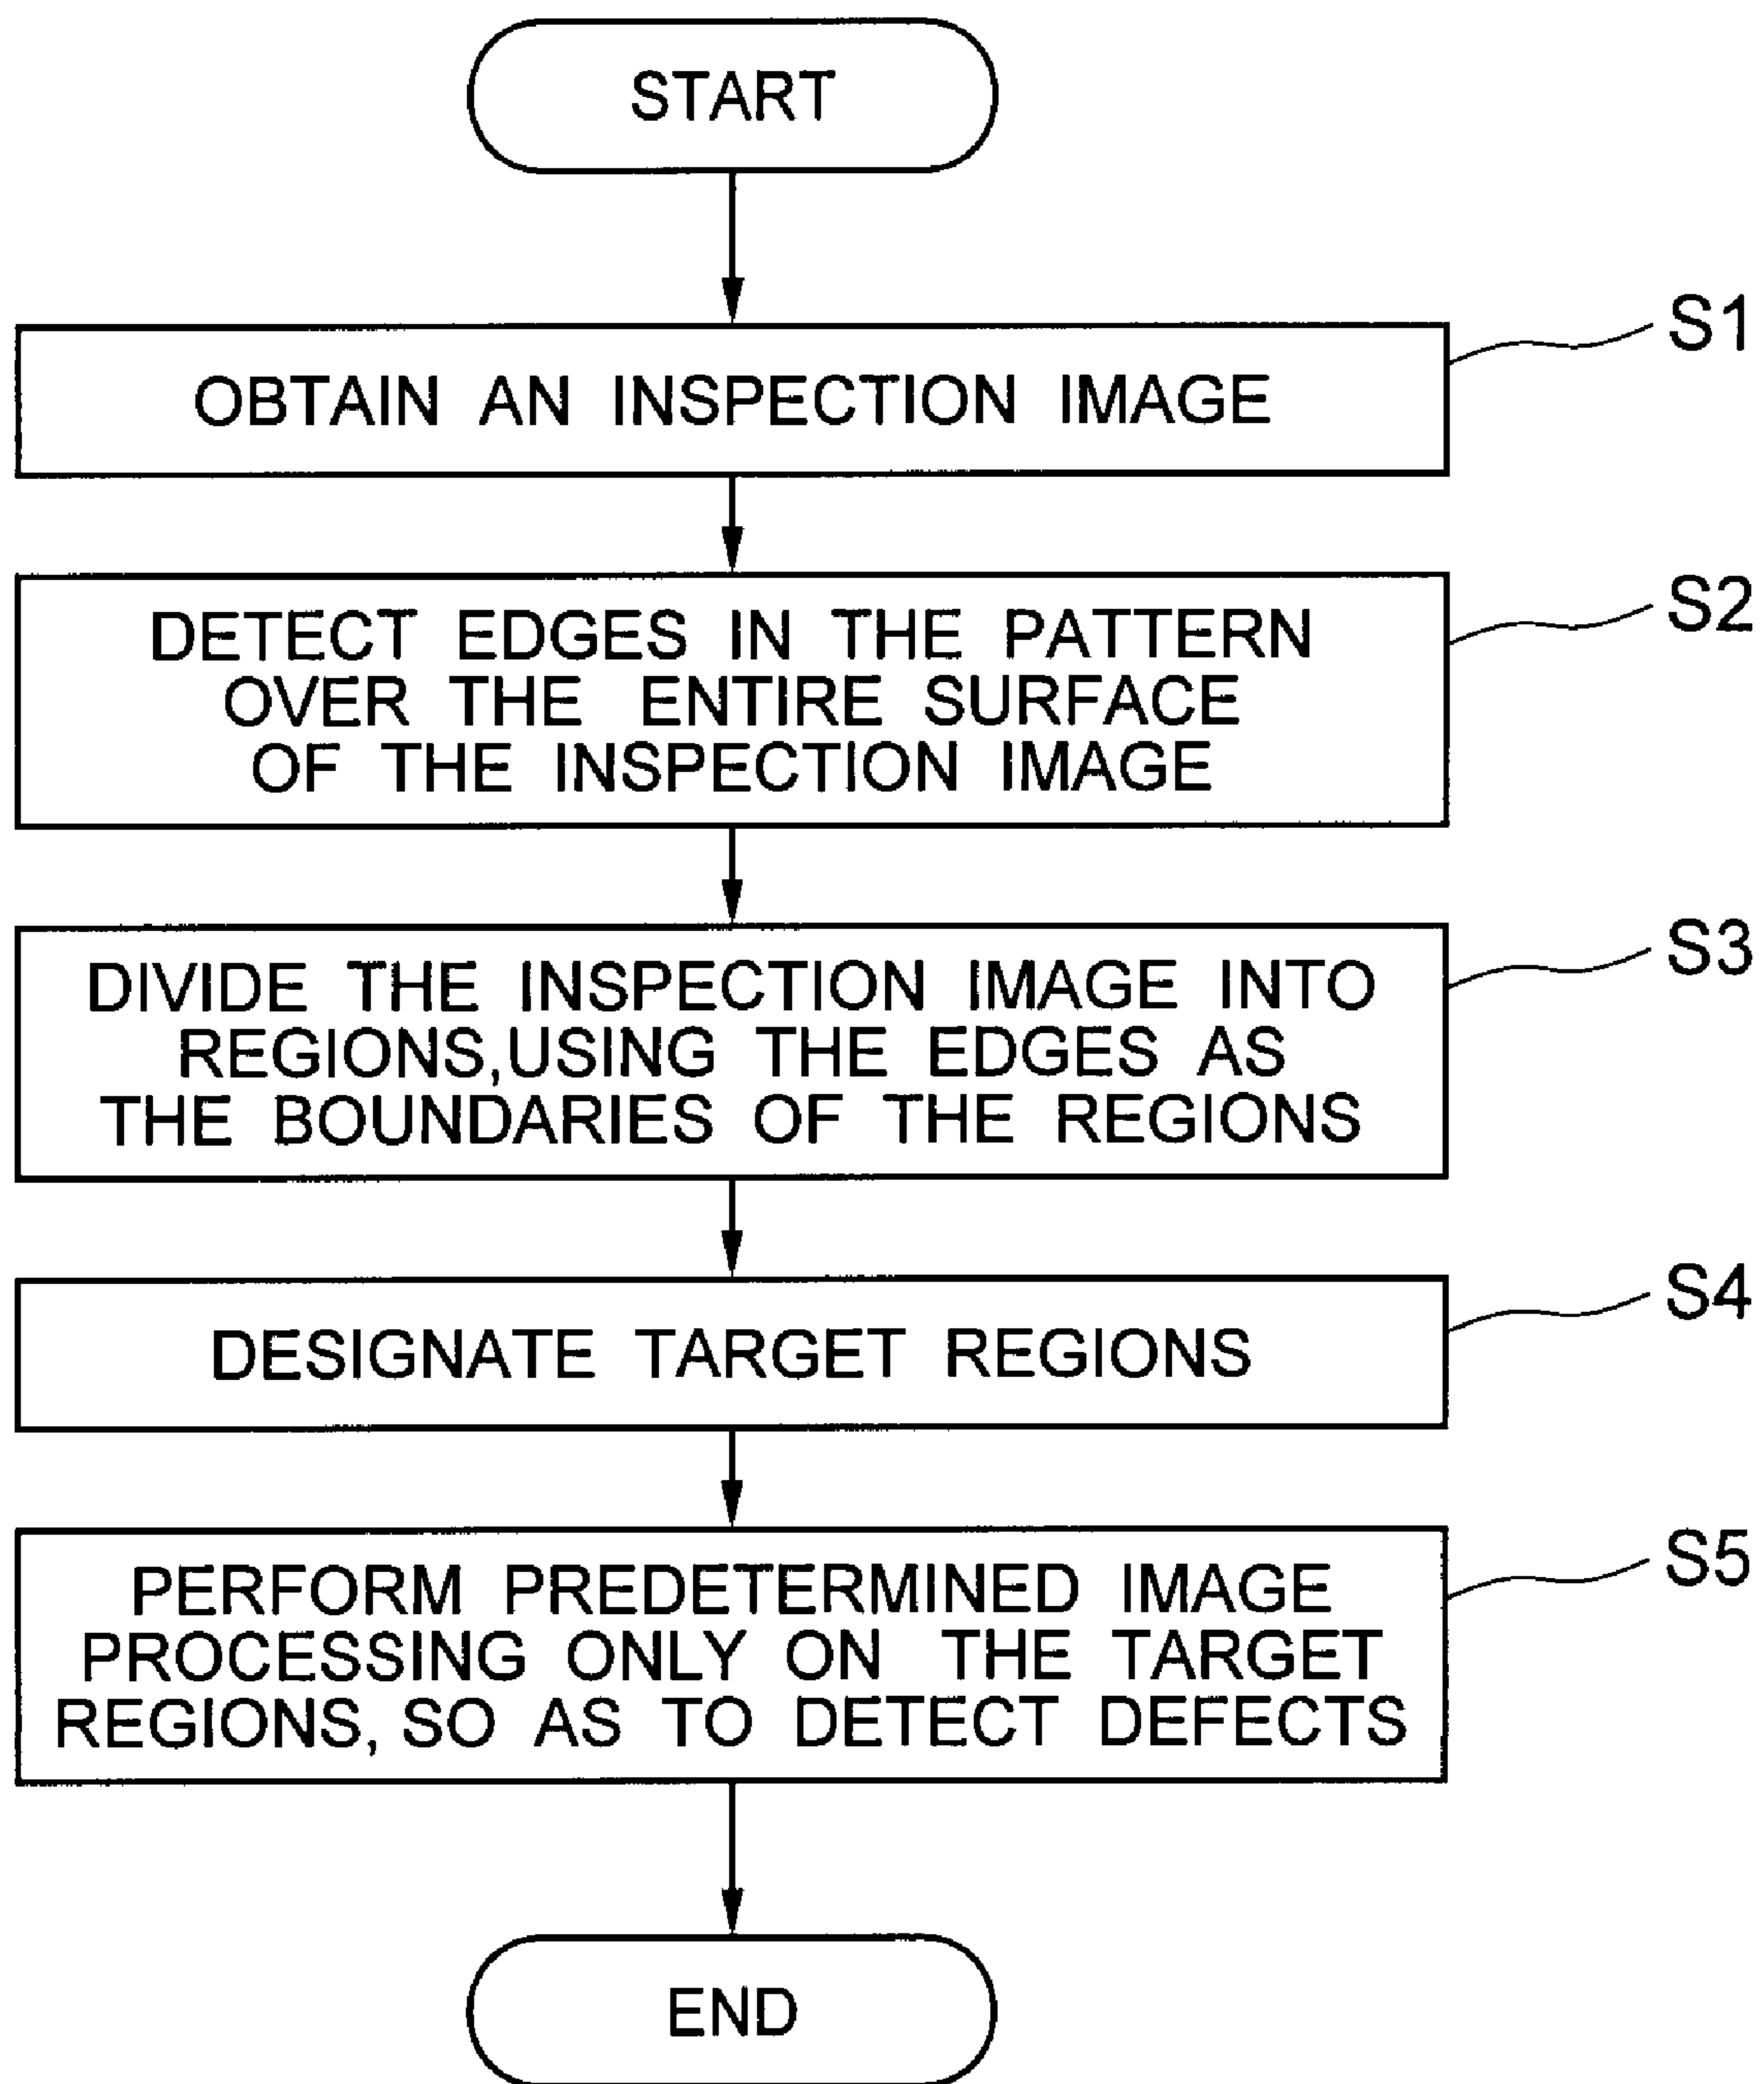 START
S1
OBTAIN AN INSPECTION IMAGE
S2
DETECT EDGES IN THE PATTERN
OVER THE ENTIRE SURFACE
OF THE INSPECTION IMAGE
S3
DIVIDE THE INSPECTION IMAGE INTO
REGIONS,USING THE EDGES AS
THE BOUNDARIES OF THE REGIONS
S4
DESIGNATE TARGET REGIONS
S5
PERFORM PREDETERMINED IMAGE
PROCESSING ONLY ON THE TARGET
REGIONS, SO AS TO DETECT DEFECTS
END